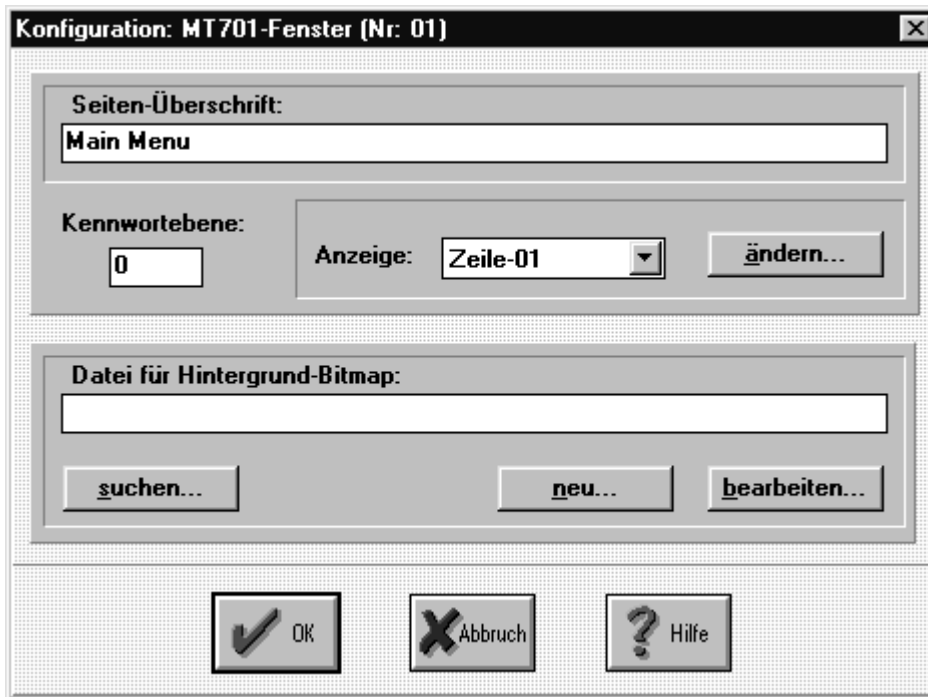 Konfiguration: MT701-Fenster (Nr: 01)
Seiten-Überschrift:
Main Menu
Kennwortebene:
0
Anzeige:
Zeile-01
ändern...
Datei für Hintergrund-Bitmap:
suchen...
neu...
bearbeiten...
OK
Abbruch
Hilfe